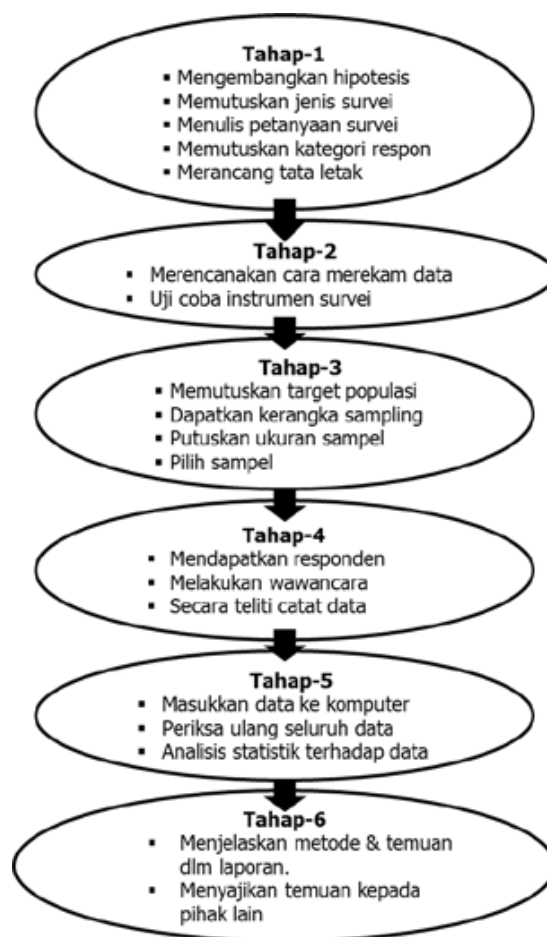 Tahap-1
▪ Mengembangkan hipotesis
▪ Memutuskan jenis survei
▪ Menulis petanyaan survei
▪ Memutuskan kategori respon
▪ Merancang tata letak
Tahap-2
▪ Merencanakan cara merekam data
▪ Uji coba instrumen survei
Tahap-3
▪ Memutuskan target populasi
▪ Dapatkan kerangka sampling
▪ Putuskan ukuran sampel
▪ Pilih sampel
Tahap-4
▪ Mendapatkan responden
▪ Melakukan wawancara
▪ Secara teliti catat data
Tahap-5
▪ Masukkan data ke komputer
▪ Periksa ulang seluruh data
▪ Analisis statistik terhadap data
Tahap-6
▪ Menjelaskan metode & temuan
dlm laporan.
▪ Menyajikan temuan kepada
pihak lain